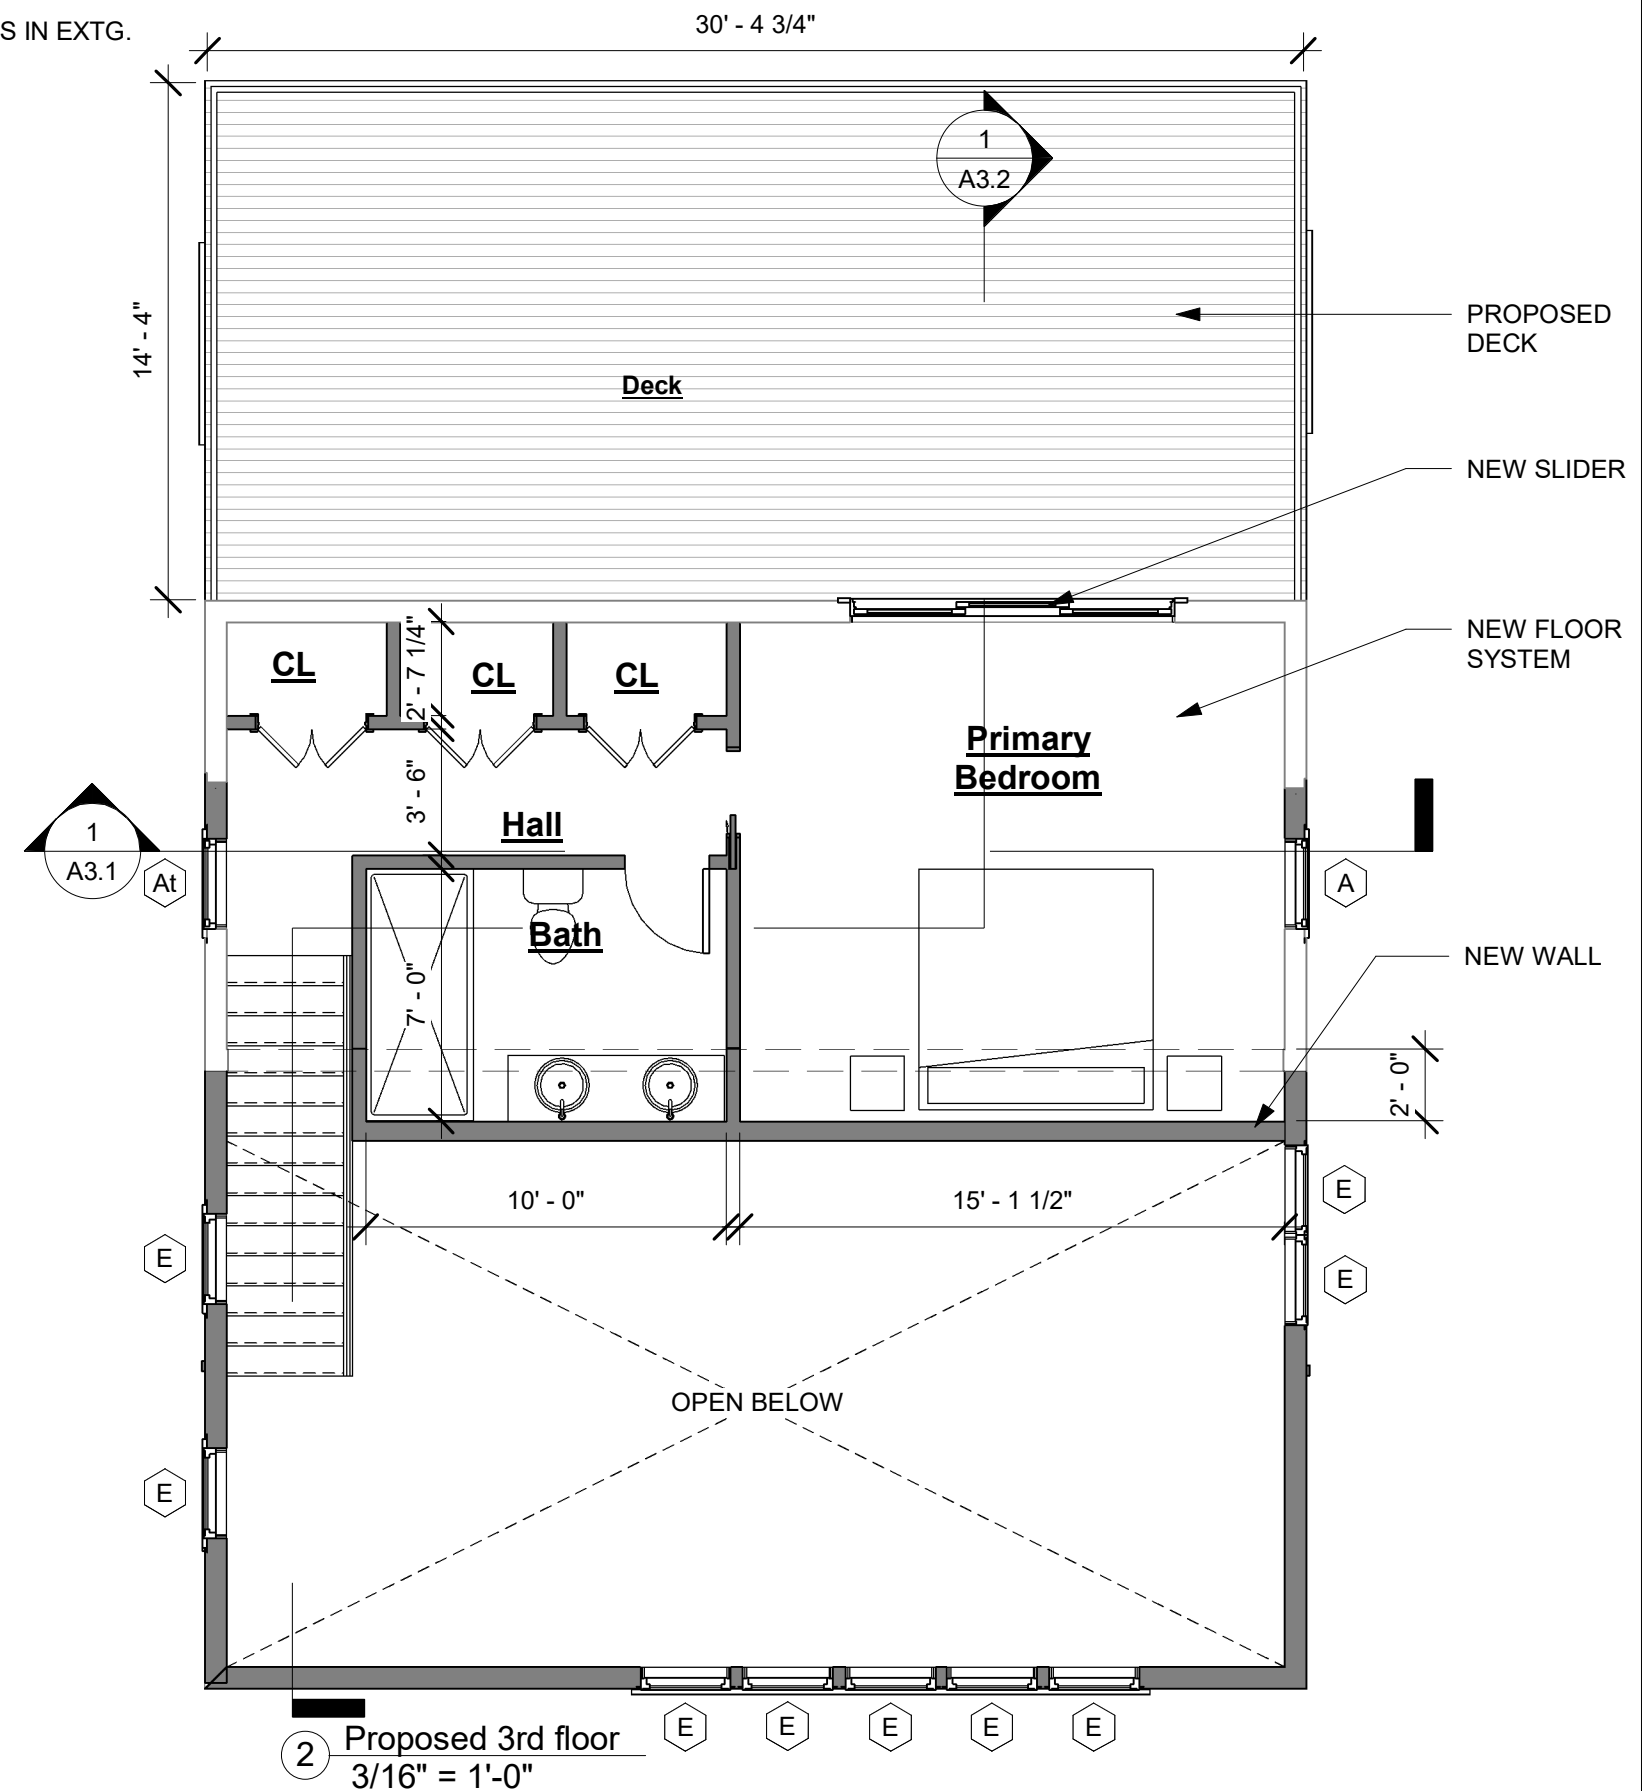 S IN EXTG.
30' - 4 3/4"
1
A3.2
14' - 4"
PROPOSED
DECK
Deck
NEW SLIDER
NEW FLOOR
SYSTEM
CL
CL
CL
2' - 7 1/4"
Primary
Bedroom
3' - 6"
Hall
1
A3.1
At
A
Bath
NEW WALL
7' - 0"
2' - 0"
10' - 0"
15' - 1 1/2"
E
E
E
OPEN BELOW
E
E
E
E
E
E
2
Proposed 3rd floor
3/16" = 1'-0"